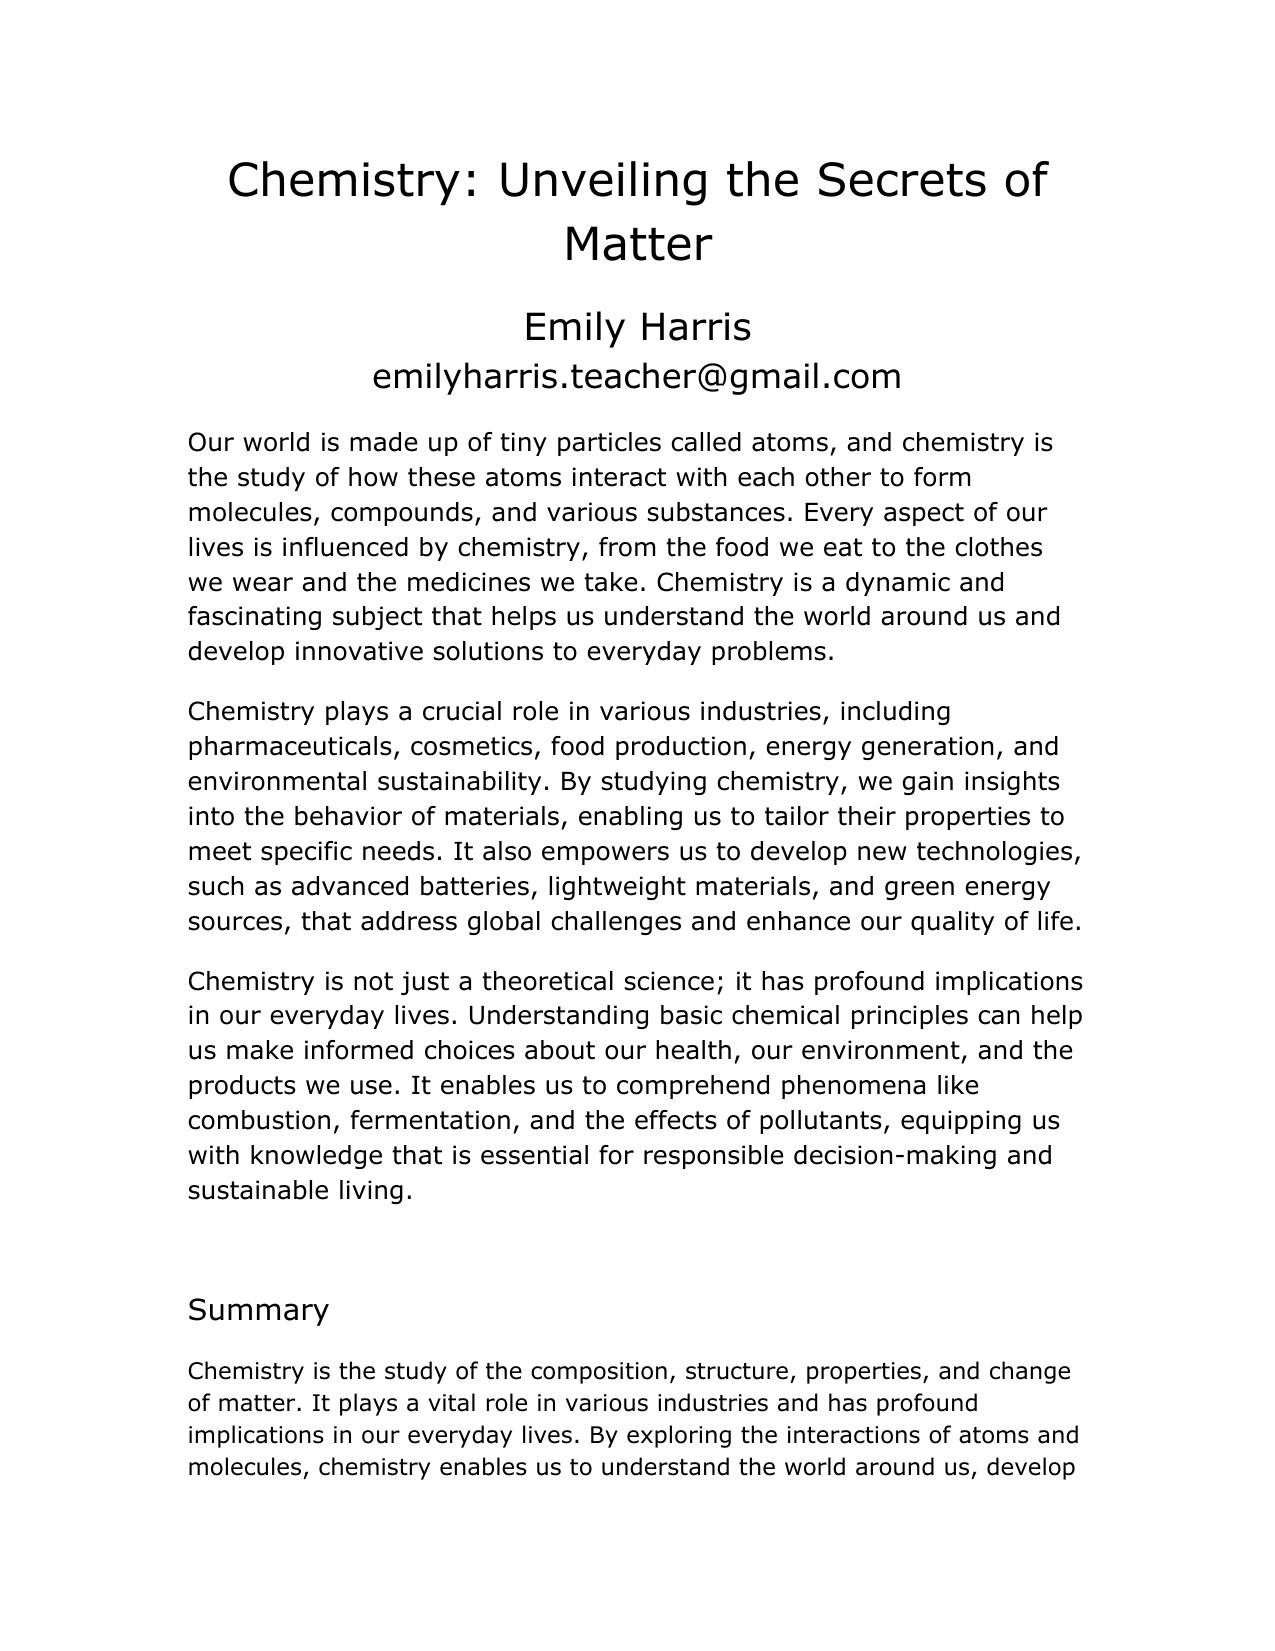 Chemistry: Unveiling the Secrets of
Matter
Emily Harris
emilyharris.teacher@gmail.com
Our world is made up of tiny particles called atoms, and chemistry is
the study of how these atoms interact with each other to form
molecules, compounds, and various substances. Every aspect of our
lives is influenced by chemistry, from the food we eat to the clothes
we wear and the medicines we take. Chemistry is a dynamic and
fascinating subject that helps us understand the world around us and
develop innovative solutions to everyday problems.
Chemistry plays a crucial role in various industries, including
pharmaceuticals, cosmetics, food production, energy generation, and
environmental sustainability. By studying chemistry, we gain insights
into the behavior of materials, enabling us to tailor their properties to
meet specific needs. It also empowers us to develop new technologies,
such as advanced batteries, lightweight materials, and green energy
sources, that address global challenges and enhance our quality of life.
Chemistry is not just a theoretical science; it has profound implications
in our everyday lives. Understanding basic chemical principles can help
us make informed choices about our health, our environment, and the
products we use. It enables us to comprehend phenomena like
combustion, fermentation, and the effects of pollutants, equipping us
with knowledge that is essential for responsible decision-making and
sustainable living.
Summary
Chemistry is the study of the composition, structure, properties, and change
of matter. It plays a vital role in various industries and has profound
implications in our everyday lives. By exploring the interactions of atoms and
molecules, chemistry enables us to understand the world around us, develop